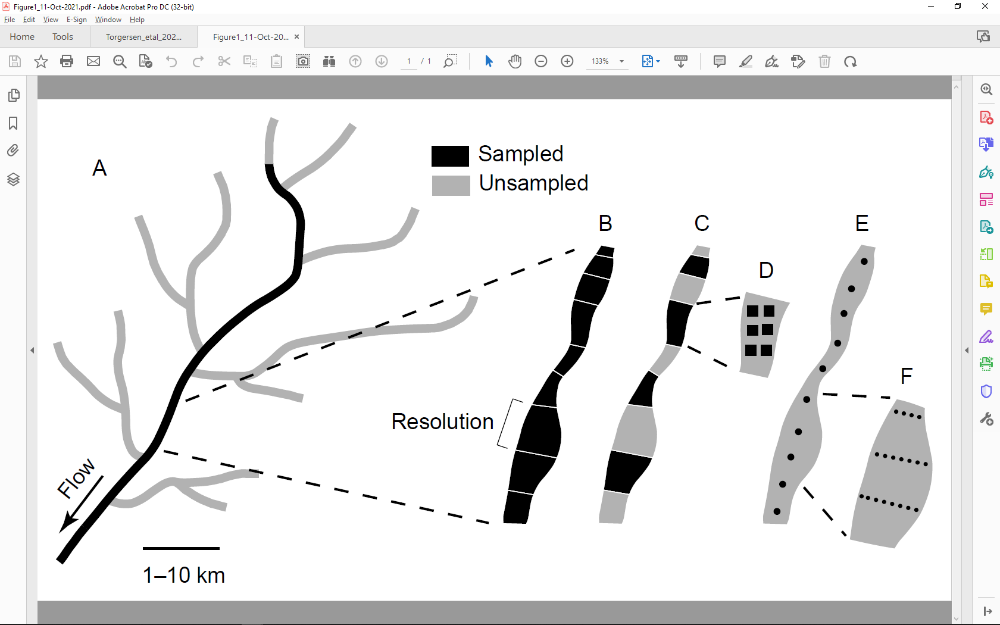 Figure1_11-Oct-2021.pdf - Adobe Acrobat Pro DC (32-bit)
File Edit View E-Sign Window Help
Home Tools Torgersen_etal_202... Figure1_11-Oct-20... ×
1 / 1 133%
A
Sampled
Unsampled
B C E
D
F
Resolution
Flow
1–10 km